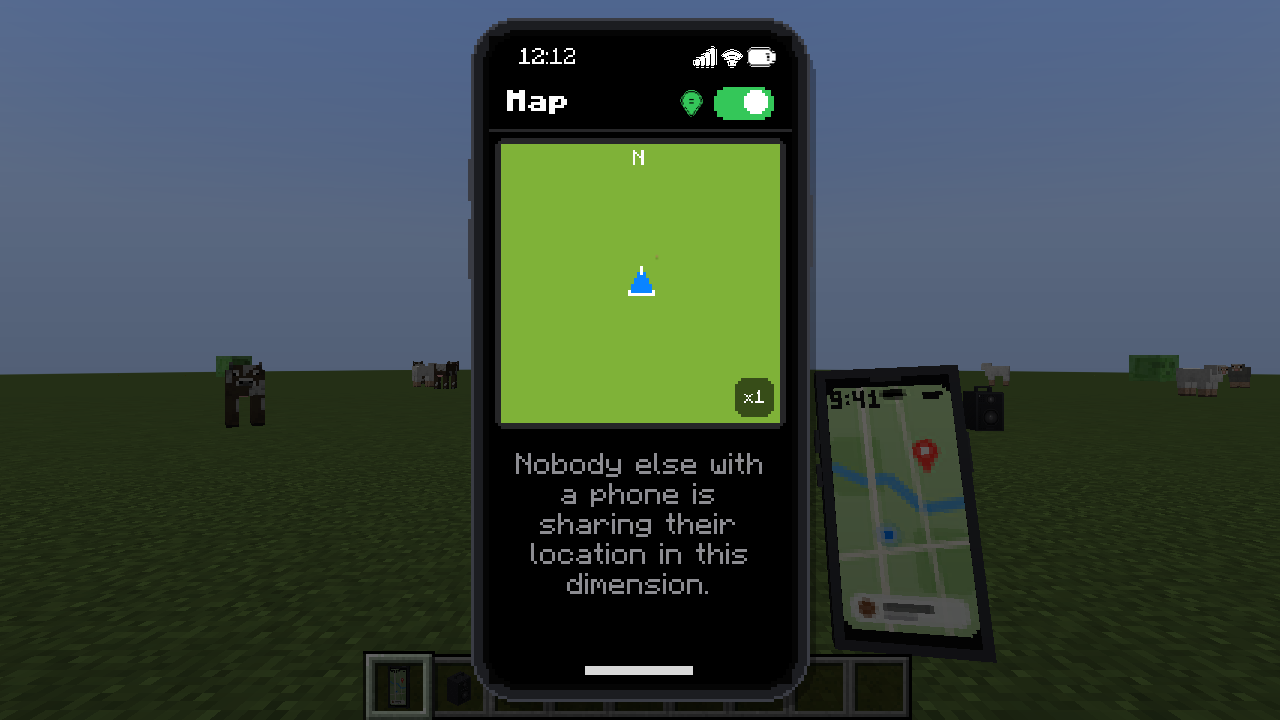 12:12
Map
N
x1
Nobody else with
a phone is
sharing their
location in this
dimension.
9:41